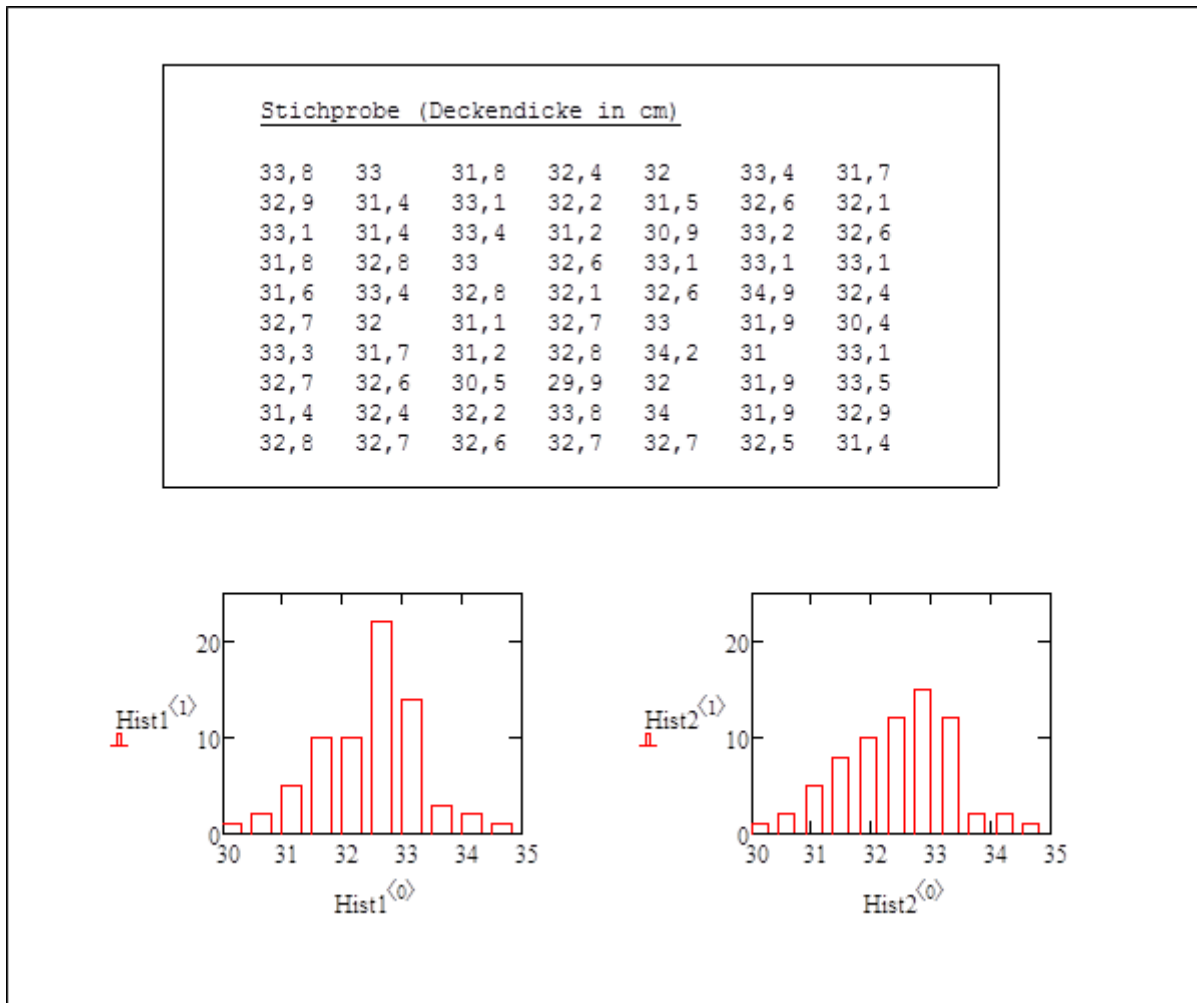 Stichprobe (Deckendicke in cm)
33,8 33 31,8 32,4 32 33,4 31,7
32,9 31,4 33,1 32,2 31,5 32,6 32,1
33,1 31,4 33,4 31,2 30,9 33,2 32,6
31,8 32,8 33 32,6 33,1 33,1 33,1
31,6 33,4 32,8 32,1 32,6 34,9 32,4
32,7 32 31,1 32,7 33 31,9 30,4
33,3 31,7 31,2 32,8 34,2 31 33,1
32,7 32,6 30,5 29,9 32 31,9 33,5
31,4 32,4 32,2 33,8 34 31,9 32,9
32,8 32,7 32,6 32,7 32,7 32,5 31,4
20
Hist1⟨1⟩
10
0
30 31 32 33 34 35
Hist1⟨0⟩
20
Hist2⟨1⟩
10
0
30 31 32 33 34 35
Hist2⟨0⟩